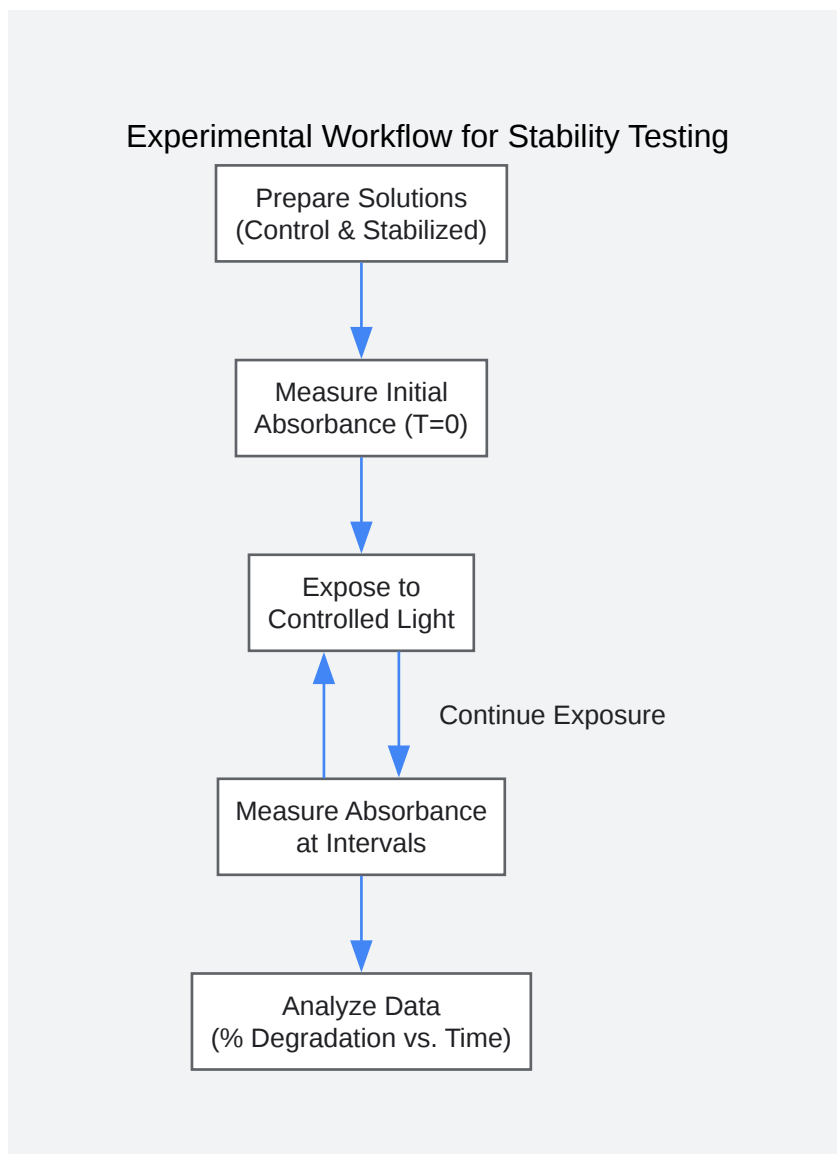 Experimental Workflow for Stability Testing
Prepare Solutions
(Control & Stabilized)
Measure Initial
Absorbance (T=0)
Expose to
Controlled Light
Continue Exposure
Measure Absorbance
at Intervals
Analyze Data
(% Degradation vs. Time)